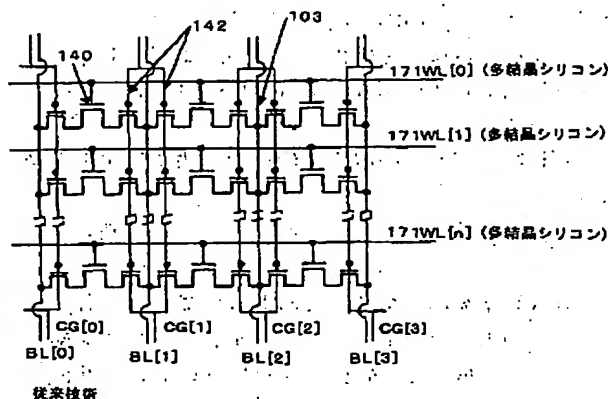 140
142
103
171WL[0] (多結晶シリコン)
171WL[1] (多結晶シリコン)
171WL[n] (多結晶シリコン)
CG[0]
CG[1]
CG[2]
CG[3]
BL[0]
BL[1]
BL[2]
BL[3]
従来技術